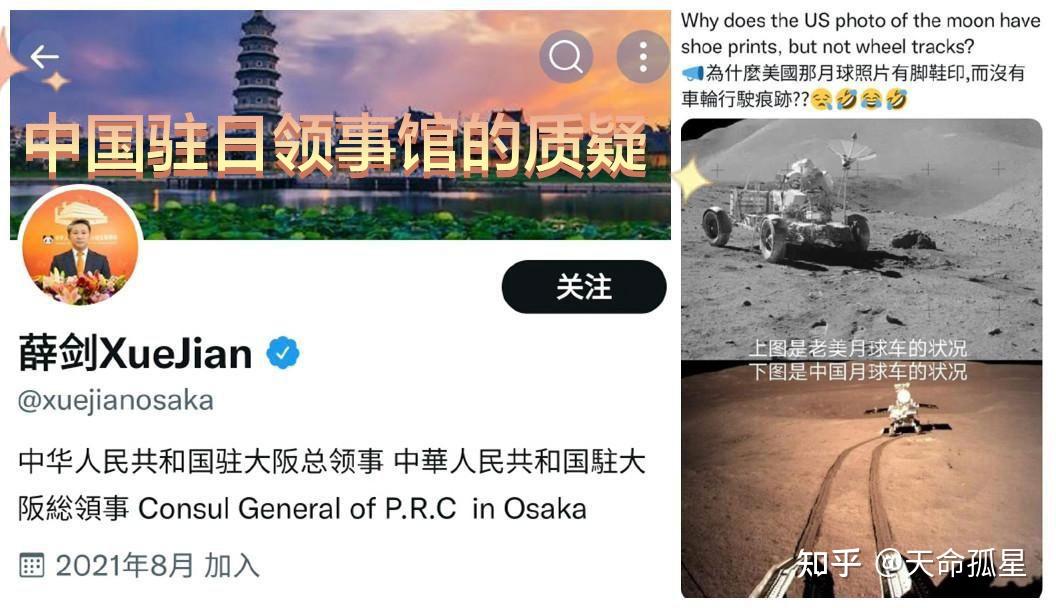 中国驻日领事馆的质疑
关注
薛剑XueJian
@xuejianosaka
中华人民共和国驻大阪总领事 中華人民共和国駐大
阪総領事 Consul General of P.R.C in Osaka
2021年8月 加入
Why does the US photo of the moon have
shoe prints, but not wheel tracks?
📣為什麼美國那月球照片有脚鞋印,而沒有
車輪行駛痕跡??😪🤣😂🤣
上图是老美月球车的状况
下图是中国月球车的状况
知乎 @天命孤星